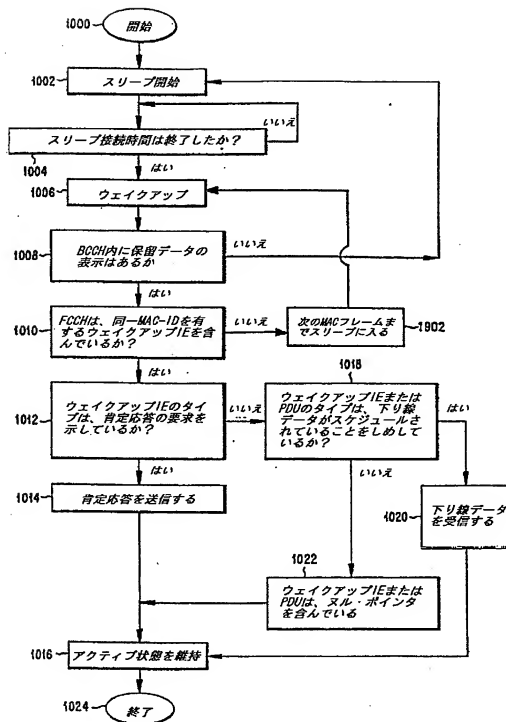 1000
開始
1002
スリープ開始
いいえ
スリープ接続時間は終了したか?
1004
はい
1006
ウェイクアップ
1008
BCCH内に保留データの
表示はあるか
いいえ
はい
1010
FCCHは、同一MAC-IDを有
するウェイクアップIEを含
んでいるか?
いいえ
次のMACフレームま
でスリープに入る
1902
はい
1018
1012
ウェイクアップIEのタイ
プは、肯定応答の要求
を示しているか?
いいえ
ウェイクアップIEまたは
PDUのタイプは、下り線
データがスケジュールさ
れていることをしめして
いるか?
はい
はい
いいえ
1014
肯定応答を送信する
1020
下り線データ
を受信する
1022
ウェイクアップIEまたは
PDUは、ヌル・ポインタ
を含んでいる
1016
アクティブ状態を維持
1024
終了